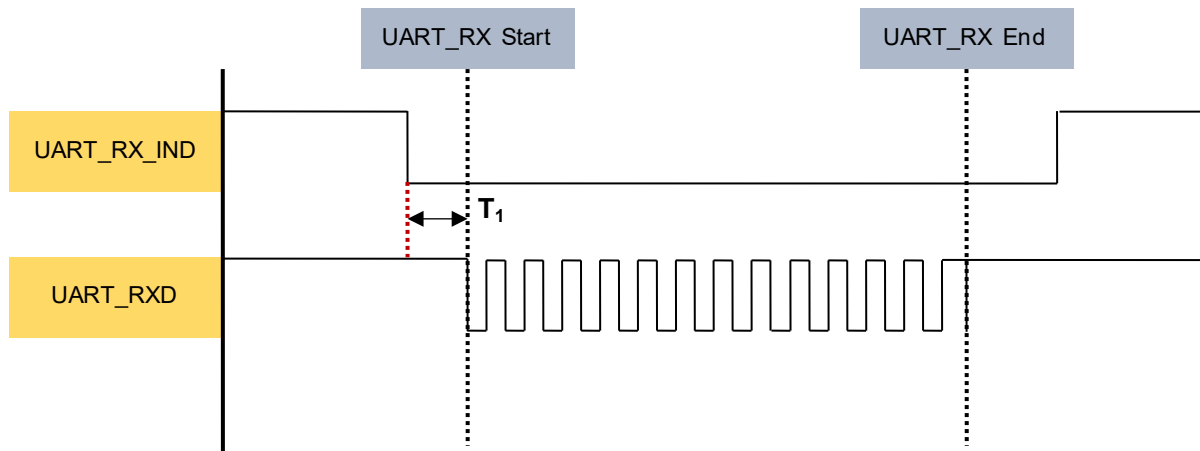 UART_RX Start
UART_RX End
UART_RX_IND
T₁
UART_RXD